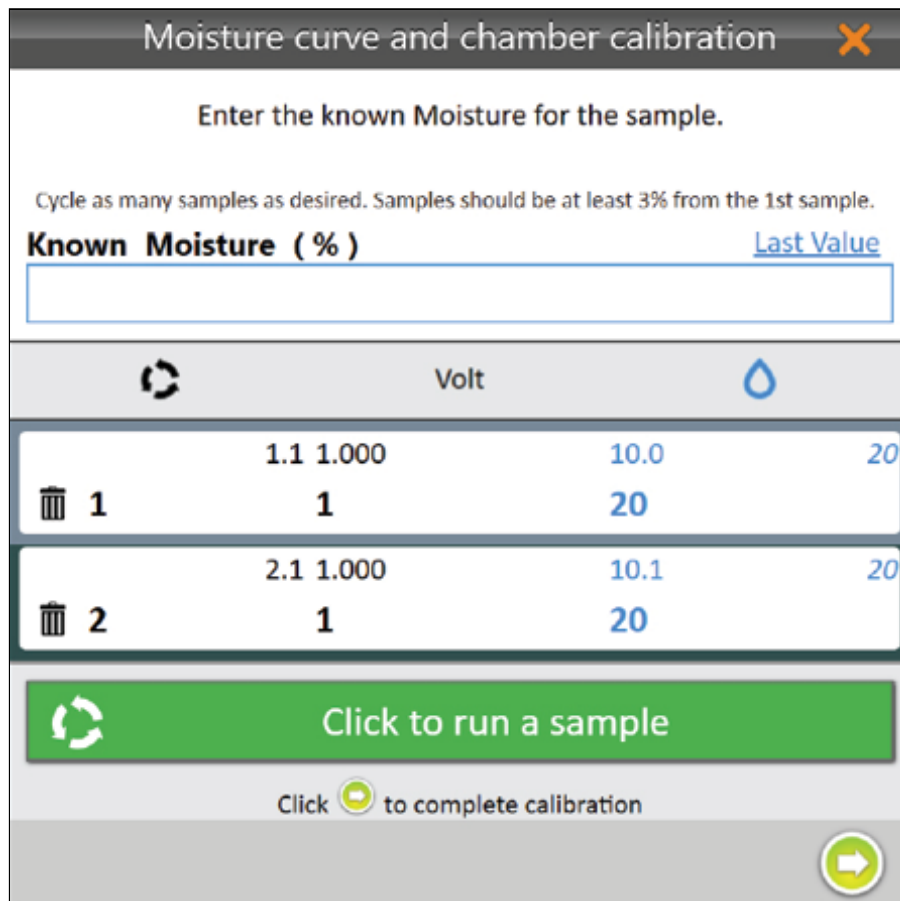 Moisture curve and chamber calibration
Enter the known Moisture for the sample.
Cycle as many samples as desired. Samples should be at least 3% from the 1st sample.
Known Moisture ( % ) Last Value
Volt
1.1 1.000 10.0 20
1 1 20
2.1 1.000 10.1 20
2 1 20
Click to run a sample
Click to complete calibration